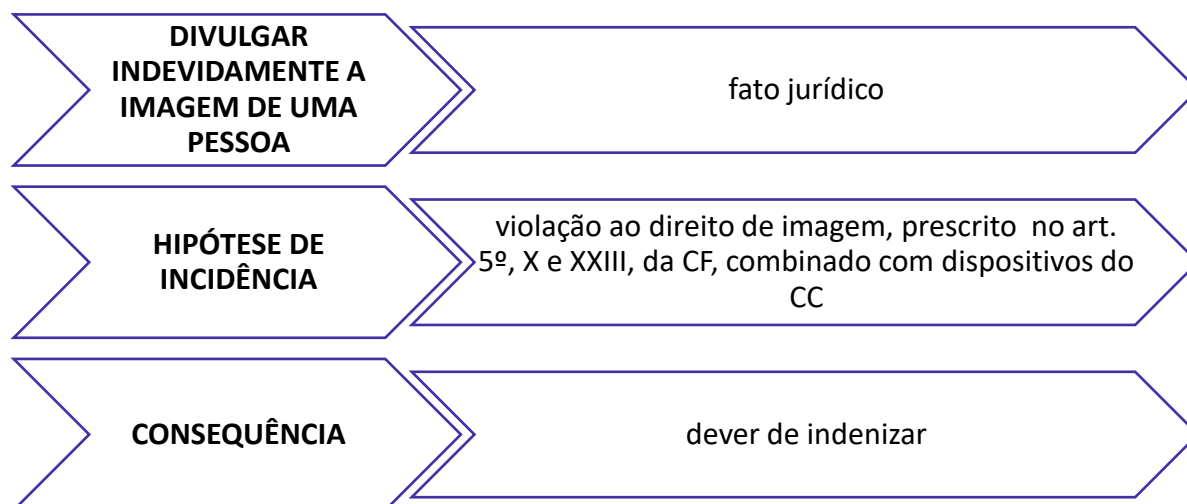 DIVULGAR
INDEVIDAMENTE A
IMAGEM DE UMA
PESSOA
fato jurídico
HIPÓTESE DE
INCIDÊNCIA
violação ao direito de imagem, prescrito no art.
5º, X e XXIII, da CF, combinado com dispositivos do
CC
CONSEQUÊNCIA
dever de indenizar